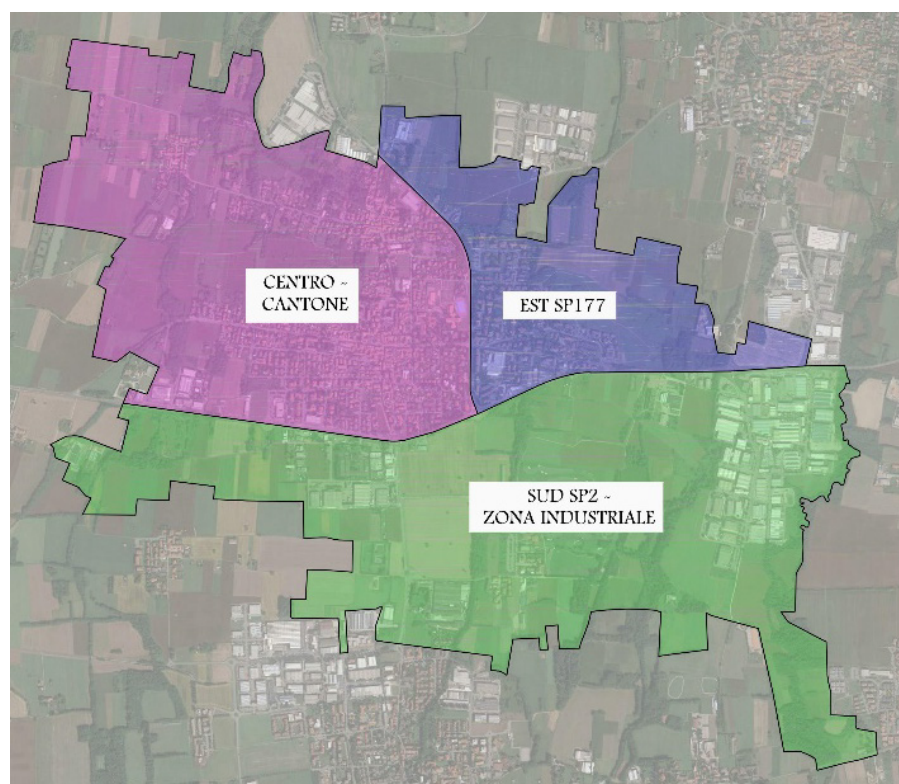 CENTRO ~
CANTONE
EST SP177
SUD SP2 ~
ZONA INDUSTRIALE